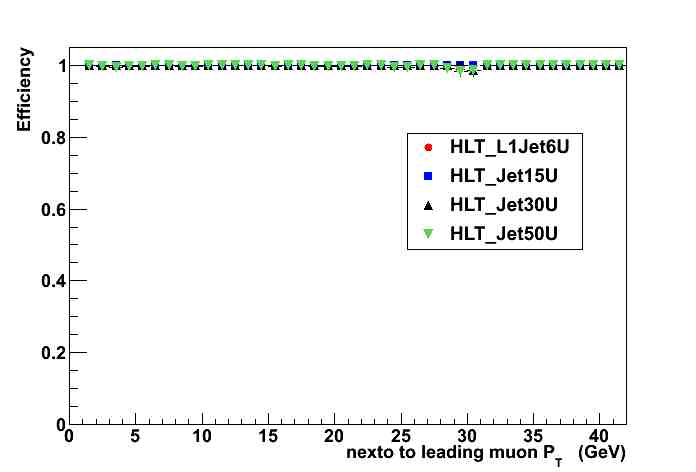 Efficiency
1
0.8
0.6
0.4
0.2
0
HLT_L1Jet6U
HLT_Jet15U
HLT_Jet30U
HLT_Jet50U
0 5 10 15 20 25 30 35 40
nexto to leading muon PT (GeV)